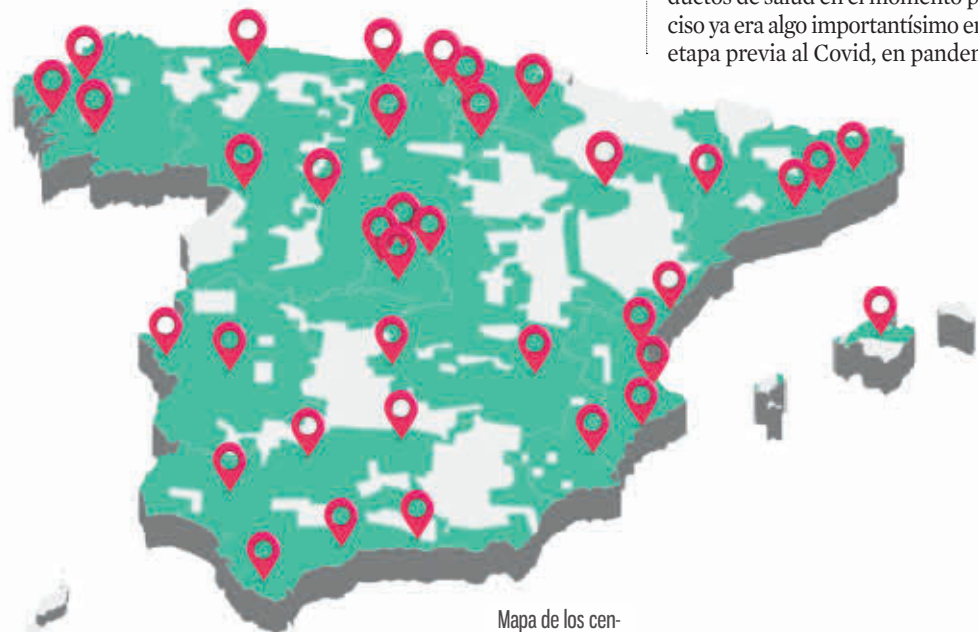 ductos de salud en el momento p
ciso ya era algo importantísimo en
etapa previa al Covid, en pandem
Mapa de los cen-